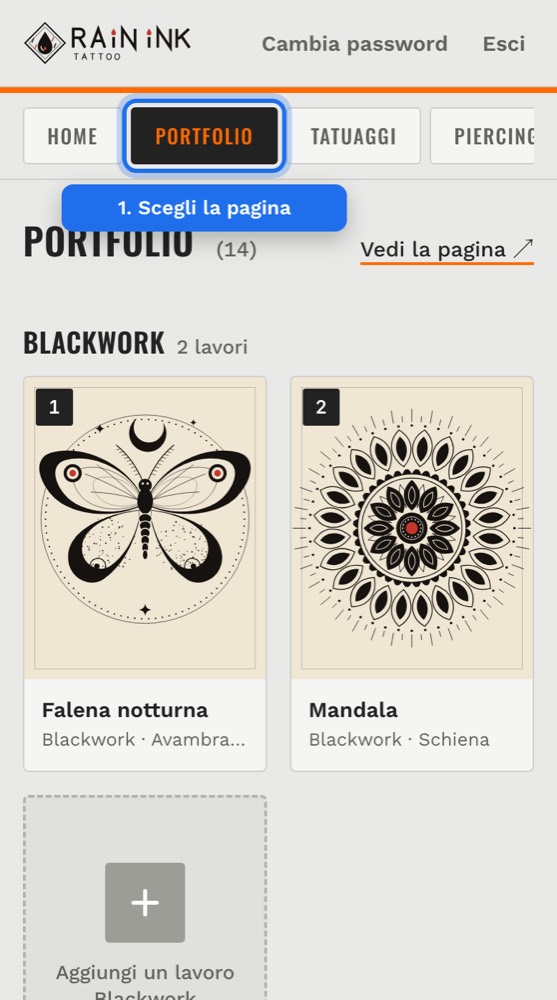 RAiN iNK
TATTOO
Cambia password
Esci
HOME
PORTFOLIO
TATUAGGI
PIERCING
1. Scegli la pagina
PORTFOLIO (14)
Vedi la pagina ↗
BLACKWORK 2 lavori
1
2
Falena notturna
Blackwork · Avambra...
Mandala
Blackwork · Schiena
+
Aggiungi un lavoro
Blackwork